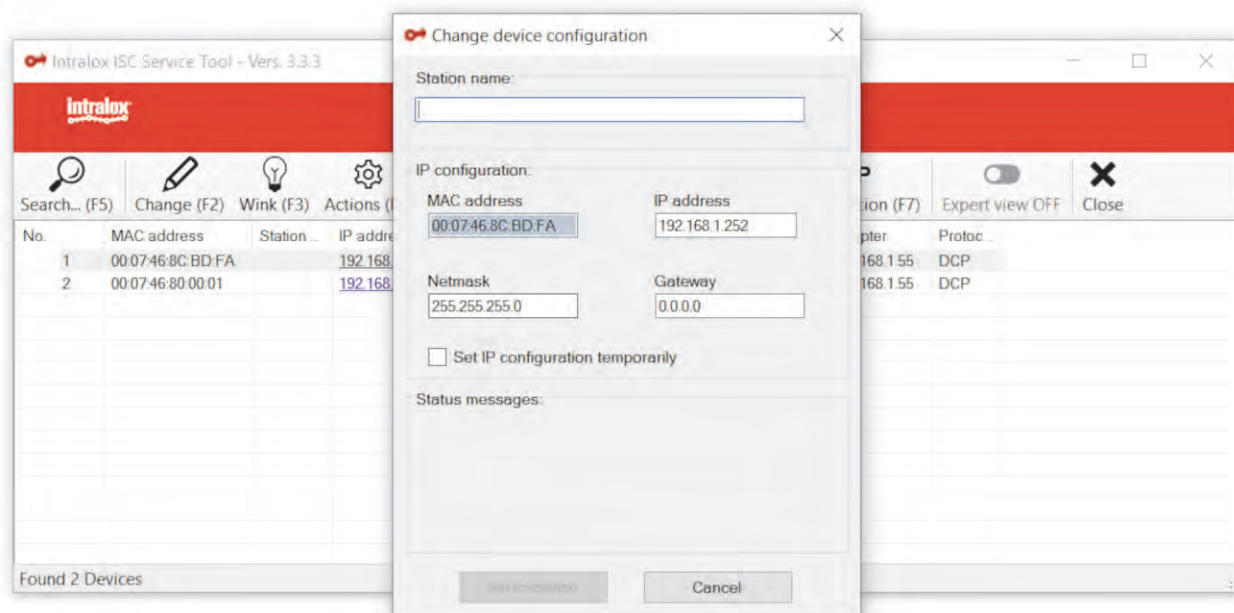 Change device configuration
Intralox ISC Service Tool - Vers. 3.3.3
intralox
Station name:
Search... (F5)
Change (F2)
Wink (F3)
Actions (
tion (F7)
Expert view OFF
Close
IP configuration:
MAC address
IP address
00:07:46:8C:BD:FA
192.168.1.252
Netmask
Gateway
255.255.255.0
0.0.0.0
Set IP configuration temporarily
Status messages:
Cancel
No.
MAC address
Station ...
IP addre
pter
Protoc...
1
00:07:46:8C:BD:FA
192.168.
168.1.55
DCP
2
00:07:46:80:00:01
192.168.
168.1.55
DCP
Found 2 Devices